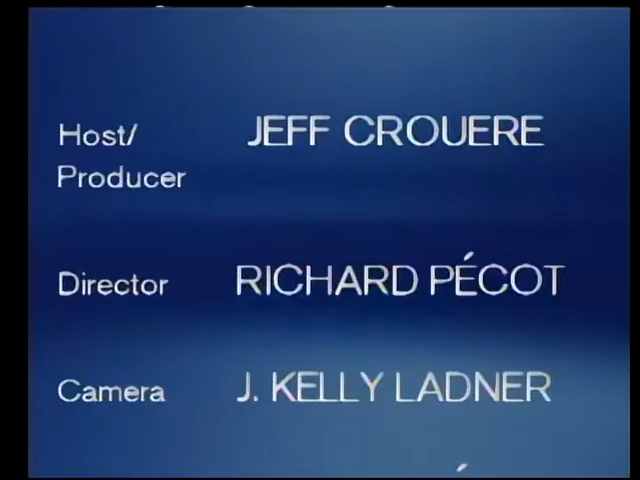 Host/ JEFF CROUERE
Producer
Director RICHARD PÉCOT
Camera J. KELLY LADNER